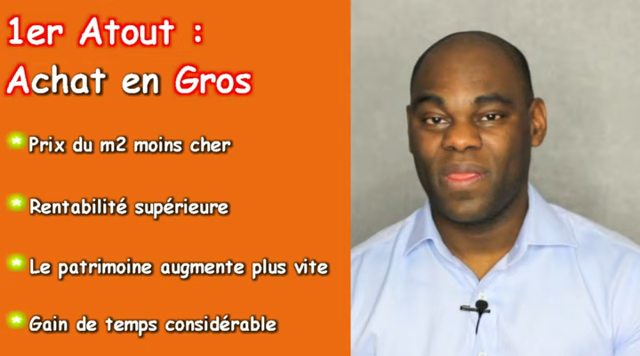 1er Atout :
Achat en Gros
Prix du m2 moins cher
Rentabilité supérieure
Le patrimoine augmente plus vite
Gain de temps considérable